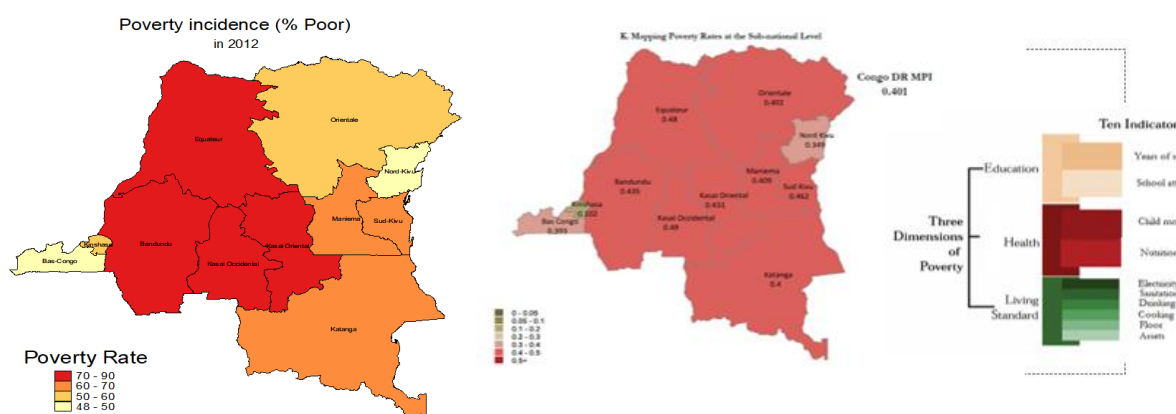 Poverty incidence (% Poor)
in 2012
Equateur
Orientale
Nord-Kivu
Maniema
Sud-Kivu
Kinshasa
Bandundu
Bas-Congo
Kasai Oriental
Kasai Occidental
Katanga
Poverty Rate
70 - 90
60 - 70
50 - 60
48 - 50
K. Mapping Poverty Rates at the Sub-national Level
Congo DR MPI
0.401
Orientale
0.402
Equateur
0.48
Nord Kivu
0.349
Maniema
0.409
Bandundu
0.435
Sud Kivu
0.462
Kasai Oriental
0.431
Kinshasa
Kasai Occidental
0.49
Bas Congo
0.393
Katanga
0.4
0 - 0.05
0.05 - 0.1
0.1 - 0.2
0.2 - 0.3
0.3 - 0.4
0.4 - 0.5
0.5+
Three
Dimensions
of
Poverty
Education
Health
Living
Standard
Ten Indicator
Years of s
School at
Child mo
Nutrition
Electricity
Sanitation
Drinking
Cooking
Floor
Assets